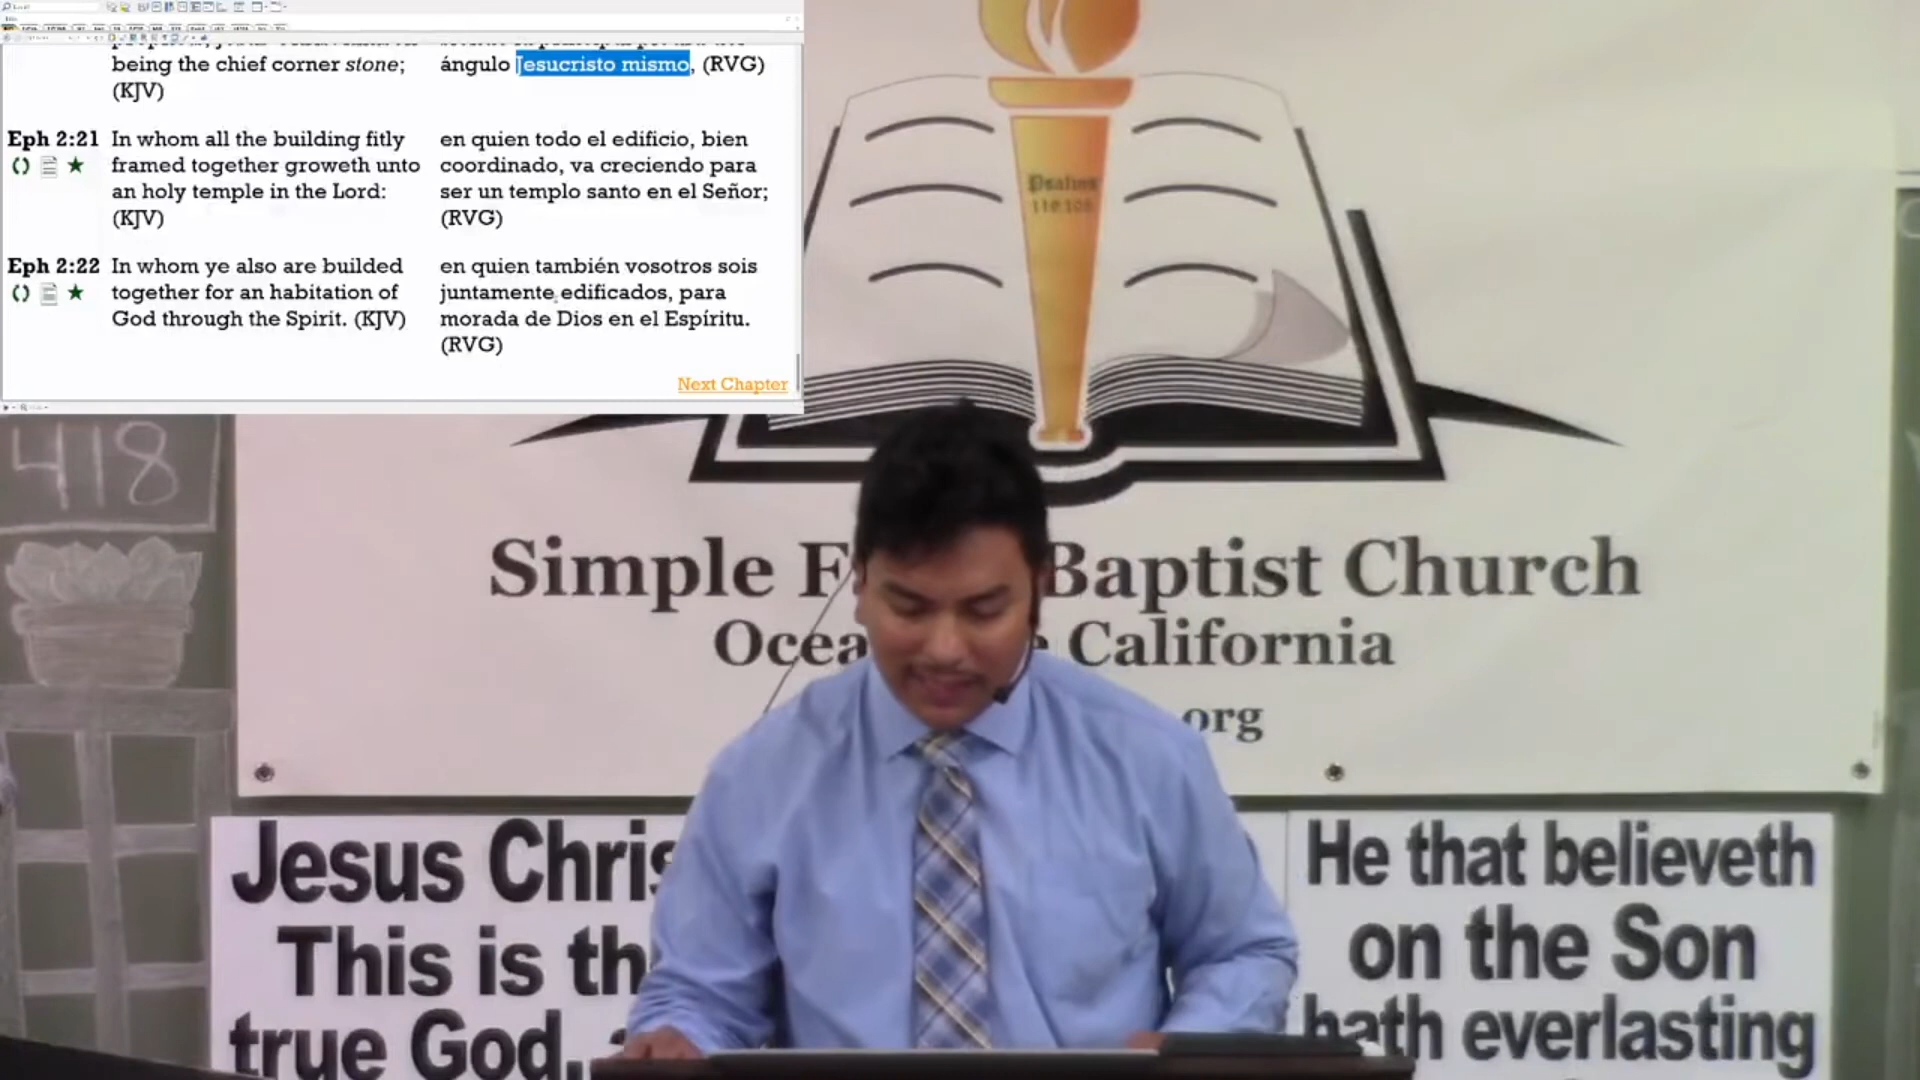 being the chief corner stone;
(KJV)
ángulo Jesucristo mismo, (RVG)
Eph 2:21
In whom all the building fitly
framed together groweth unto
an holy temple in the Lord:
(KJV)
en quien todo el edificio, bien
coordinado, va creciendo para
ser un templo santo en el Señor;
(RVG)
Eph 2:22
In whom ye also are builded
together for an habitation of
God through the Spirit. (KJV)
en quien también vosotros sois
juntamente edificados, para
morada de Dios en el Espíritu.
(RVG)
Next Chapter
Psalms
119:105
418
Simple F Baptist Church
Ocea e California
.org
Jesus Chris
This is th
true God,
He that believeth
on the Son
hath everlasting